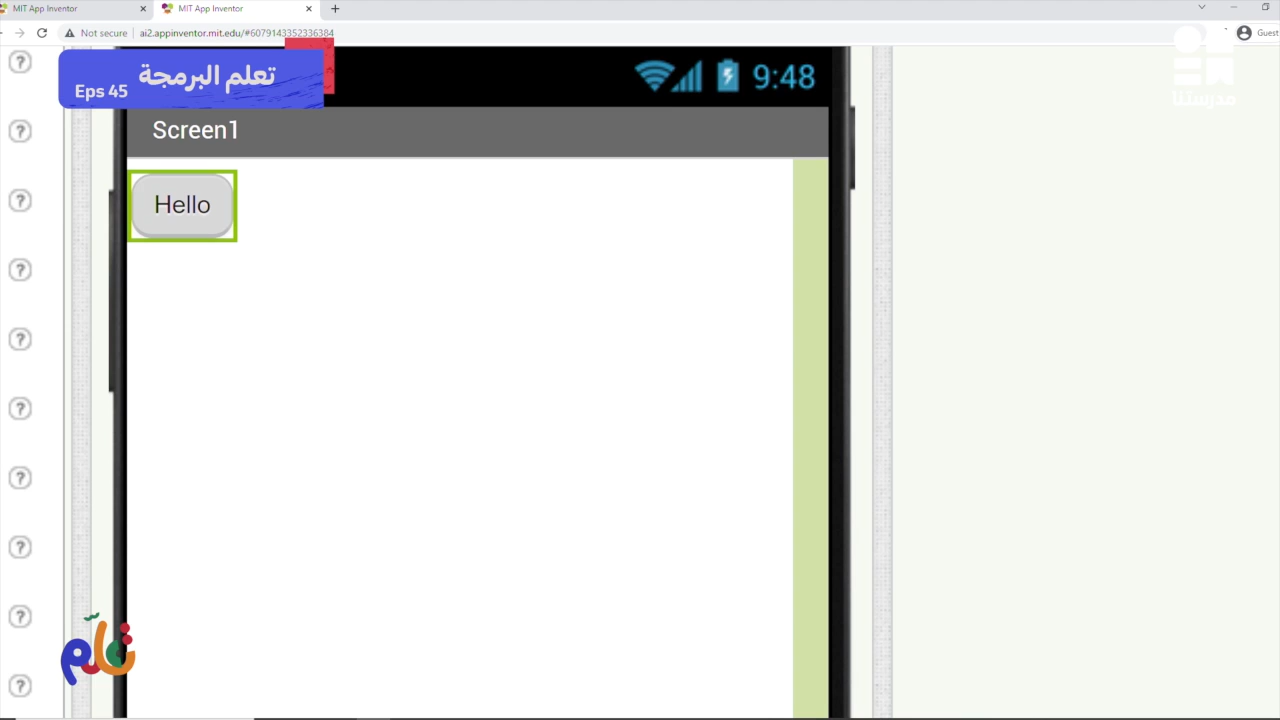 MIT App Inventor
MIT App Inventor
Not secure
ai2.appinventor.mit.edu/#6079143352336384
Guest
تعلم البرمجة
Eps 45
9:48
مدرستنا
Screen1
Hello
?
?
?
?
?
?
?
?
?
?